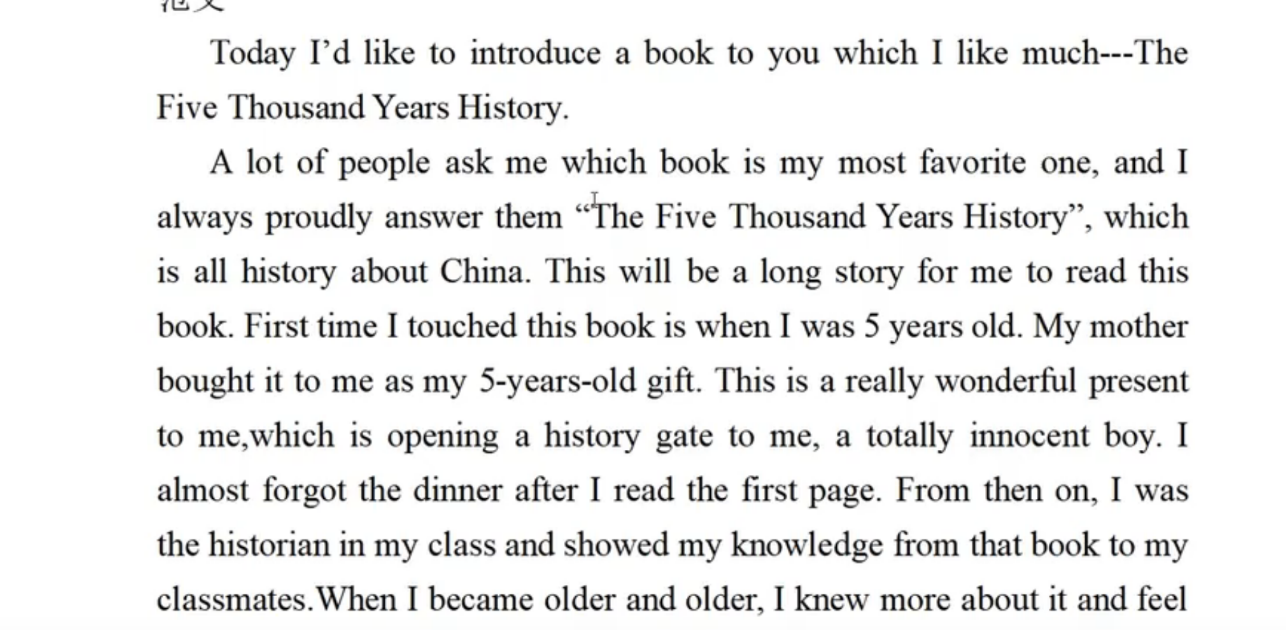 范文
Today I’d like to introduce a book to you which I like much---The
Five Thousand Years History.
A lot of people ask me which book is my most favorite one, and I
always proudly answer them “The Five Thousand Years History”, which
is all history about China. This will be a long story for me to read this
book. First time I touched this book is when I was 5 years old. My mother
bought it to me as my 5-years-old gift. This is a really wonderful present
to me,which is opening a history gate to me, a totally innocent boy. I
almost forgot the dinner after I read the first page. From then on, I was
the historian in my class and showed my knowledge from that book to my
classmates.When I became older and older, I knew more about it and feel